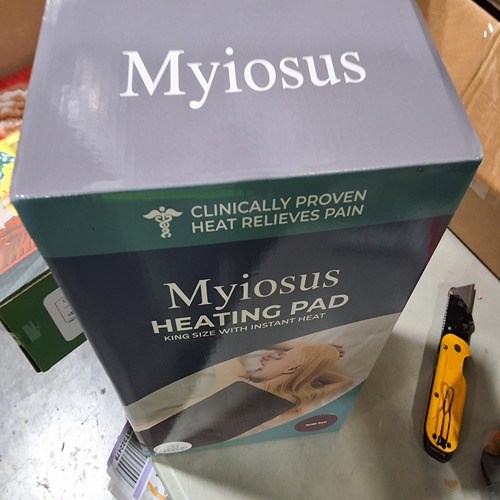 Myiosus
CLINICALLY PROVEN
HEAT RELIEVES PAIN
Myiosus
HEATING PAD
KING SIZE WITH INSTANT HEAT